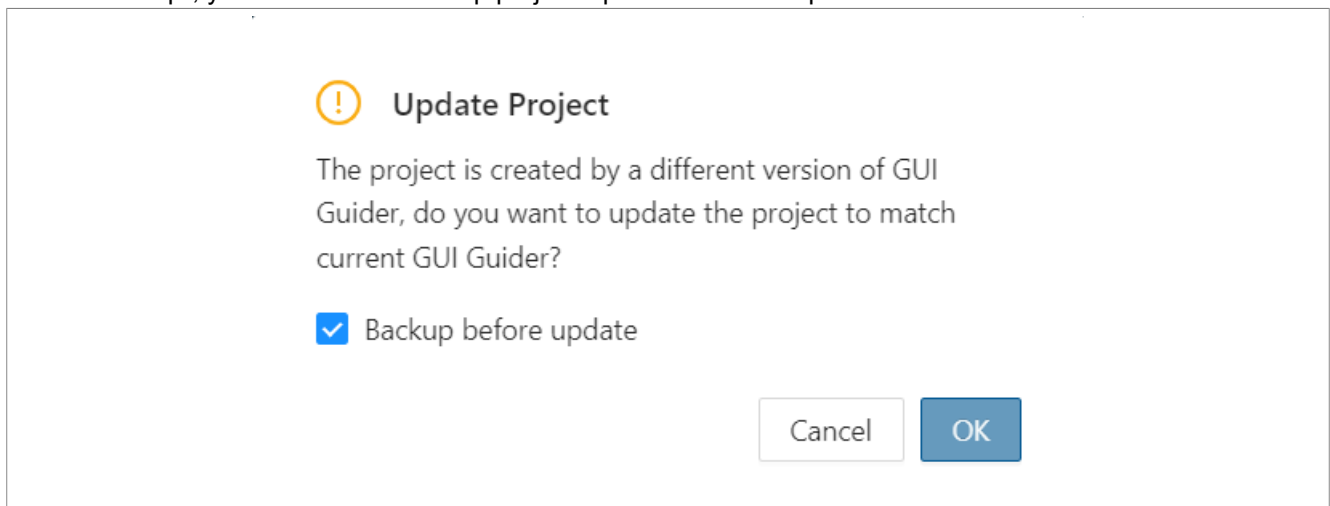 Update Project
The project is created by a different version of GUI
Guider, do you want to update the project to match
current GUI Guider?
Backup before update
Cancel
OK